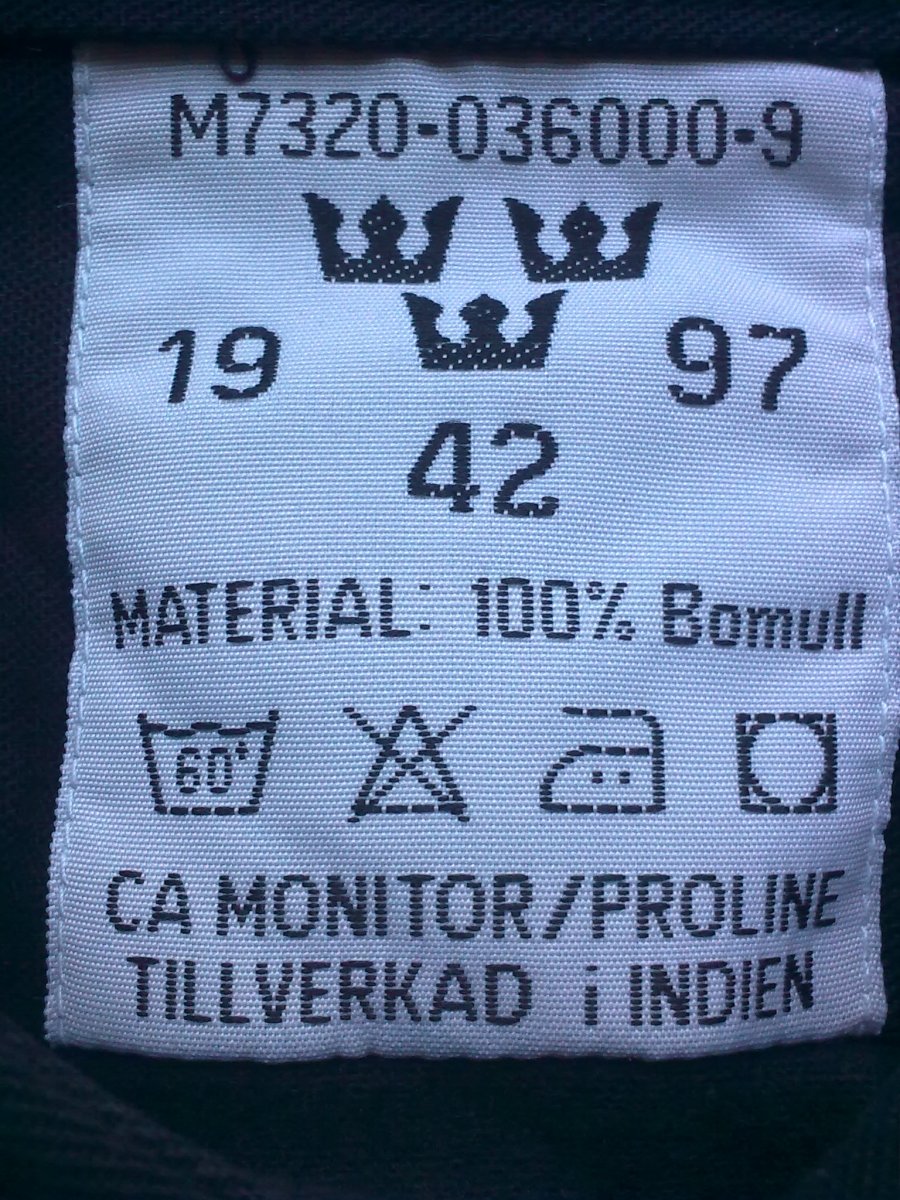 M7320-036000-9
19 97
42
MATERIAL: 100% Bomull
60°
CA MONITOR/PROLINE
TILLVERKAD i INDIEN